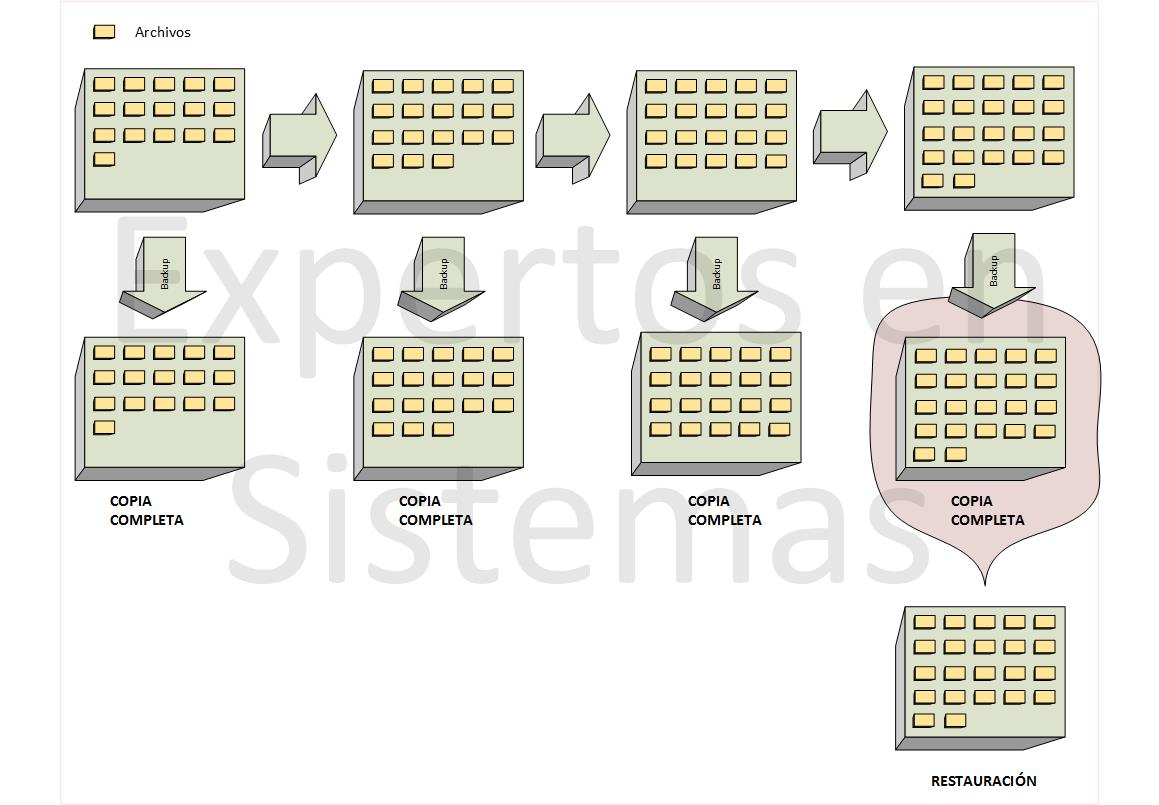 Archivos
Backup
Backup
Backup
Backup
Expertos en
Sistemas
COPIA
COMPLETA
COPIA
COMPLETA
COPIA
COMPLETA
COPIA
COMPLETA
RESTAURACIÓN